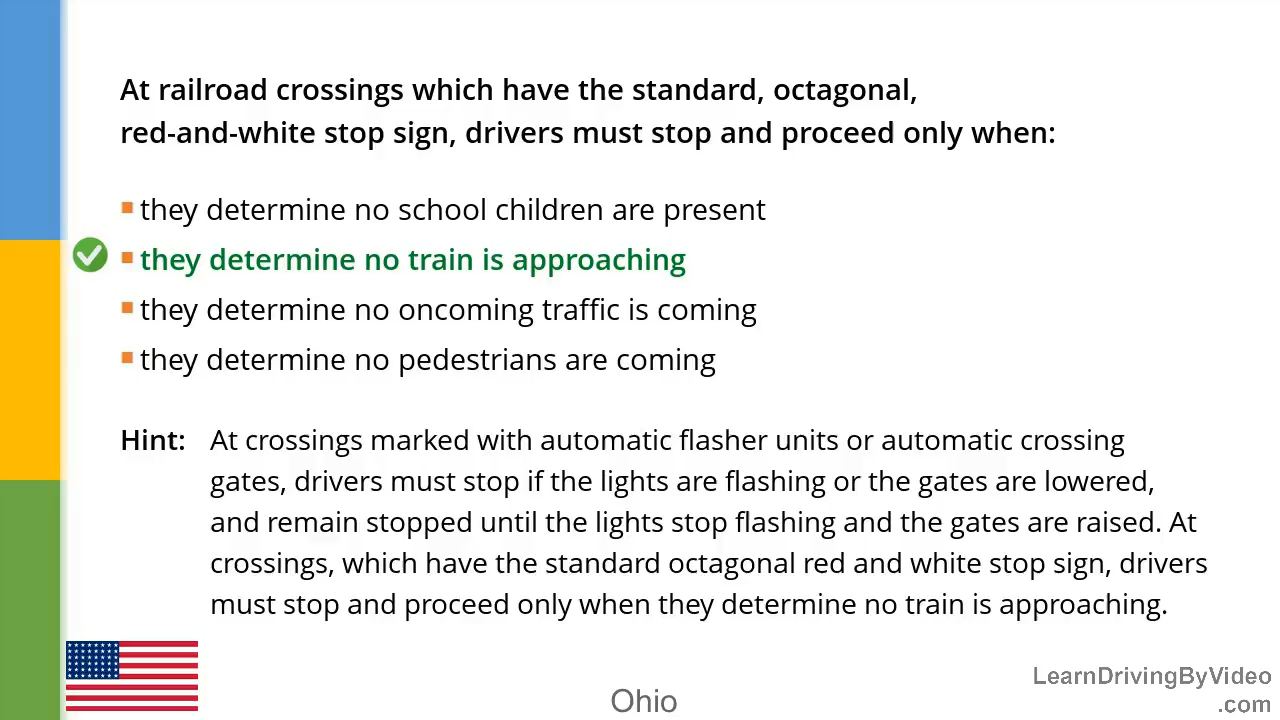 At railroad crossings which have the standard, octagonal,
red-and-white stop sign, drivers must stop and proceed only when:
they determine no school children are present
they determine no train is approaching
they determine no oncoming traffic is coming
they determine no pedestrians are coming
Hint: At crossings marked with automatic flasher units or automatic crossing
gates, drivers must stop if the lights are flashing or the gates are lowered,
and remain stopped until the lights stop flashing and the gates are raised. At
crossings, which have the standard octagonal red and white stop sign, drivers
must stop and proceed only when they determine no train is approaching.
Ohio
LearnDrivingByVideo
.com